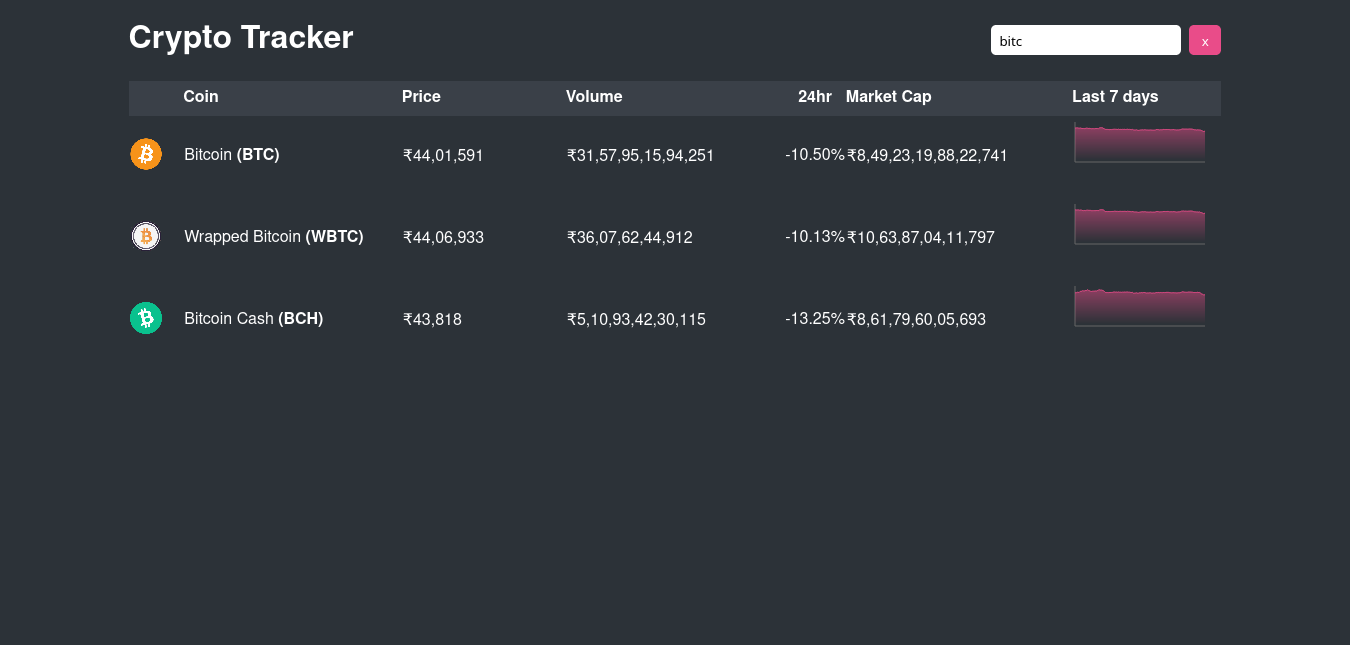 Crypto Tracker
bitc x
Coin Price Volume 24hr Market Cap Last 7 days
Bitcoin (BTC) ₹44,01,591 ₹31,57,95,15,94,251 -10.50% ₹8,49,23,19,88,22,741
Wrapped Bitcoin (WBTC) ₹44,06,933 ₹36,07,62,44,912 -10.13% ₹10,63,87,04,11,797
Bitcoin Cash (BCH) ₹43,818 ₹5,10,93,42,30,115 -13.25% ₹8,61,79,60,05,693